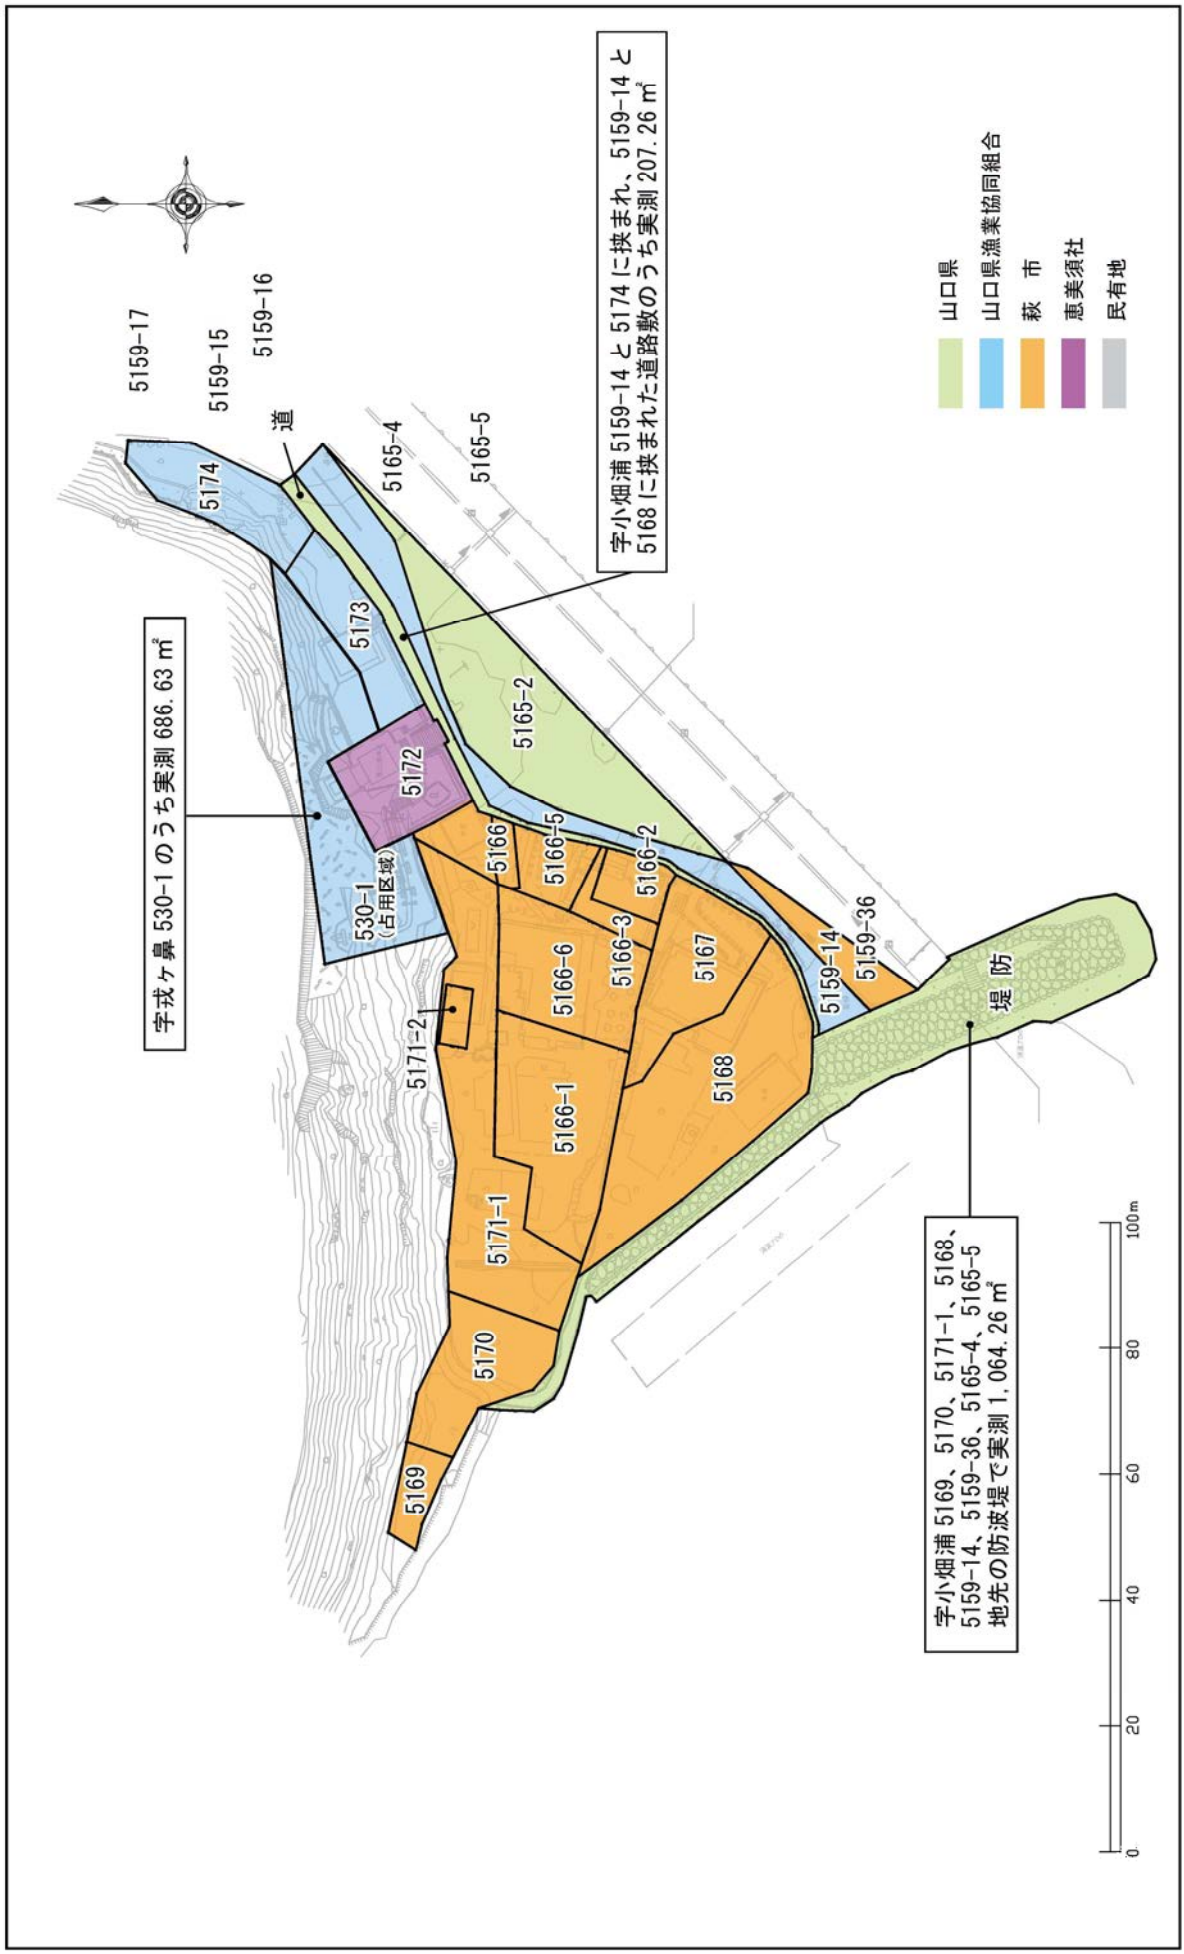 字戎ヶ鼻 530-1 のうち実測 686.63 ㎡
5159-17
5159-15
5159-16
道
5174
5173
530-1
(占用区域)
5172
5165-4
5165-5
字小畑浦 5159-14 と 5174 に挟まれ、5159-14 と
5168 に挟まれた道路敷のうち実測 207.26 ㎡
5165-2
5166
5166-5
5166-2
5171-2
5166-6
5166-3
5167
5159-14
5159-36
5169
5170
5171-1
5166-1
5168
堤防
字小畑浦 5169、5170、5171-1、5168、
5159-14、5159-36、5165-4、5165-5
地先の防波堤で実測 1,064.26 ㎡
山口県
山口県漁業協同組合
萩 市
恵美須社
民有地
0 20 40 60 80 100m